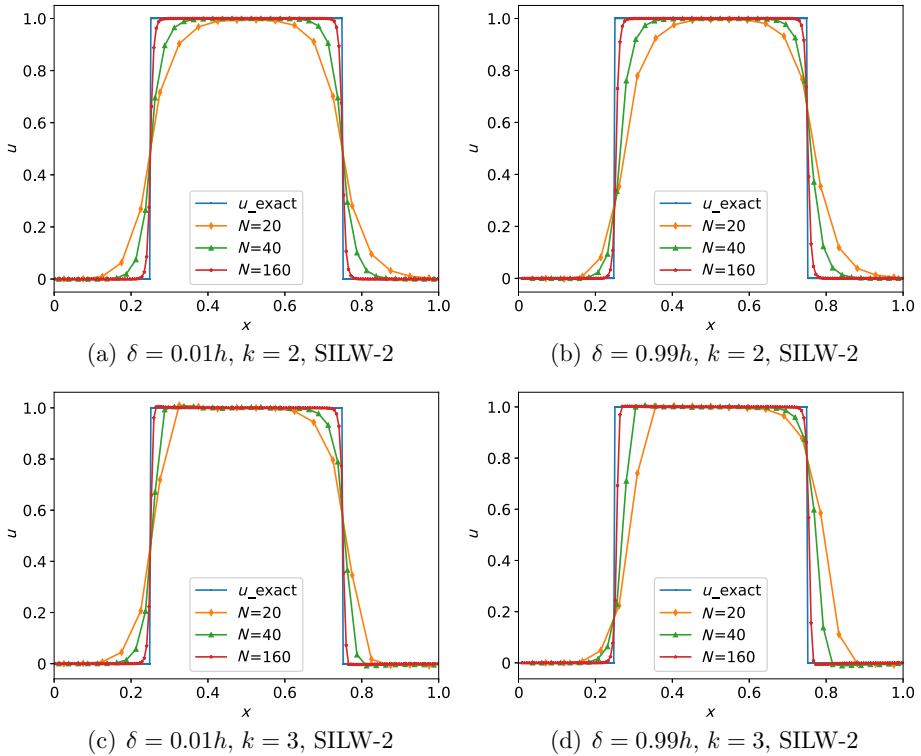 1.0
0.8
0.6
0.4
0.2
0
u
u_exact
N=20
N=40
N=160
0 0.2 0.4 0.6 0.8 1.0
x
(a) δ = 0.01h, k = 2, SILW-2
1.0
0.8
0.6
0.4
0.2
0
u
u_exact
N=20
N=40
N=160
0 0.2 0.4 0.6 0.8 1.0
x
(b) δ = 0.99h, k = 2, SILW-2
1.0
0.8
0.6
0.4
0.2
0
u
u_exact
N=20
N=40
N=160
0 0.2 0.4 0.6 0.8 1.0
x
(c) δ = 0.01h, k = 3, SILW-2
1.0
0.8
0.6
0.4
0.2
0
u
u_exact
N=20
N=40
N=160
0 0.2 0.4 0.6 0.8 1.0
x
(d) δ = 0.99h, k = 3, SILW-2